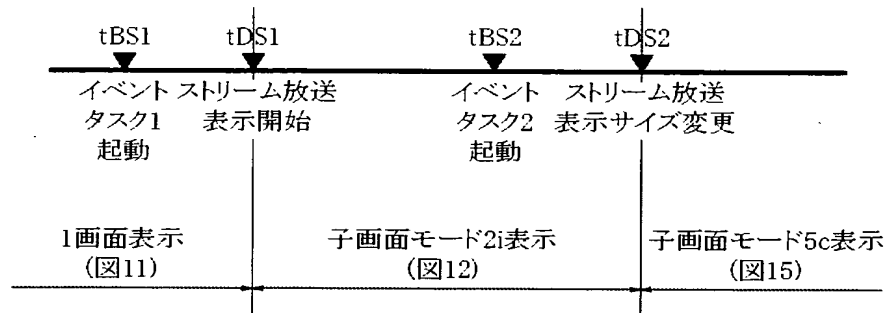 tBS1 tDS1 tBS2 tDS2
イベント ストリーム放送 イベント ストリーム放送
タスク1 表示開始 タスク2 表示サイズ変更
起動 起動
1画面表示 子画面モード2i表示 子画面モード5c表示
(図11) (図12) (図15)